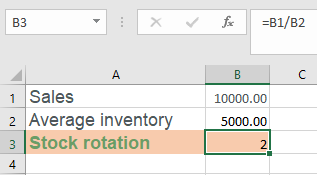 B3 fx =B1/B2
A B C
1 Sales 10000.00
2 Average inventory 5000.00
3 Stock rotation 2
4